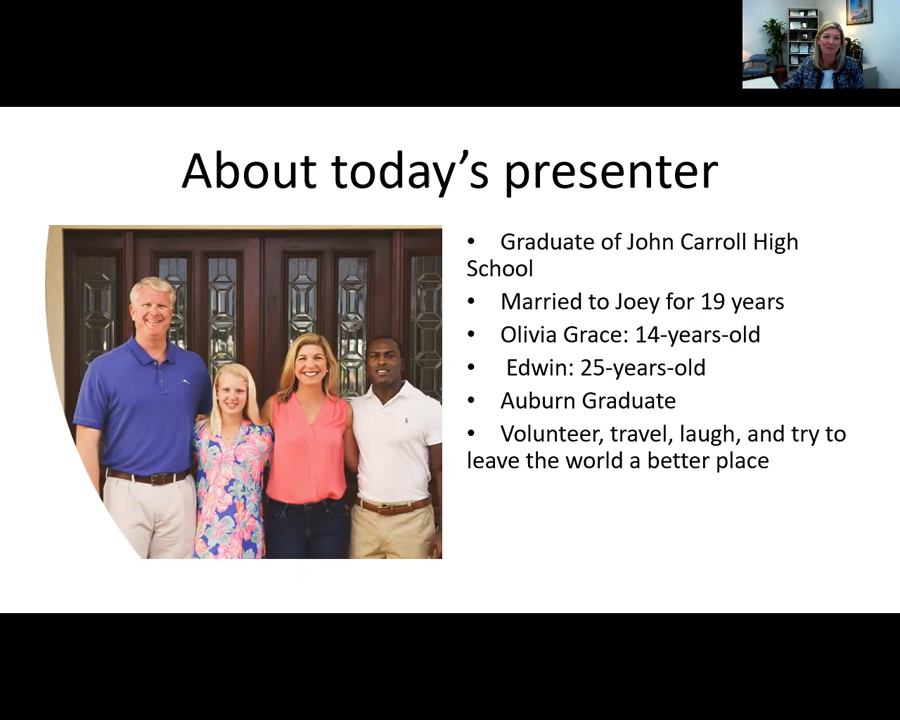 About today’s presenter
• Graduate of John Carroll High
School
• Married to Joey for 19 years
• Olivia Grace: 14-years-old
• Edwin: 25-years-old
• Auburn Graduate
• Volunteer, travel, laugh, and try to
leave the world a better place